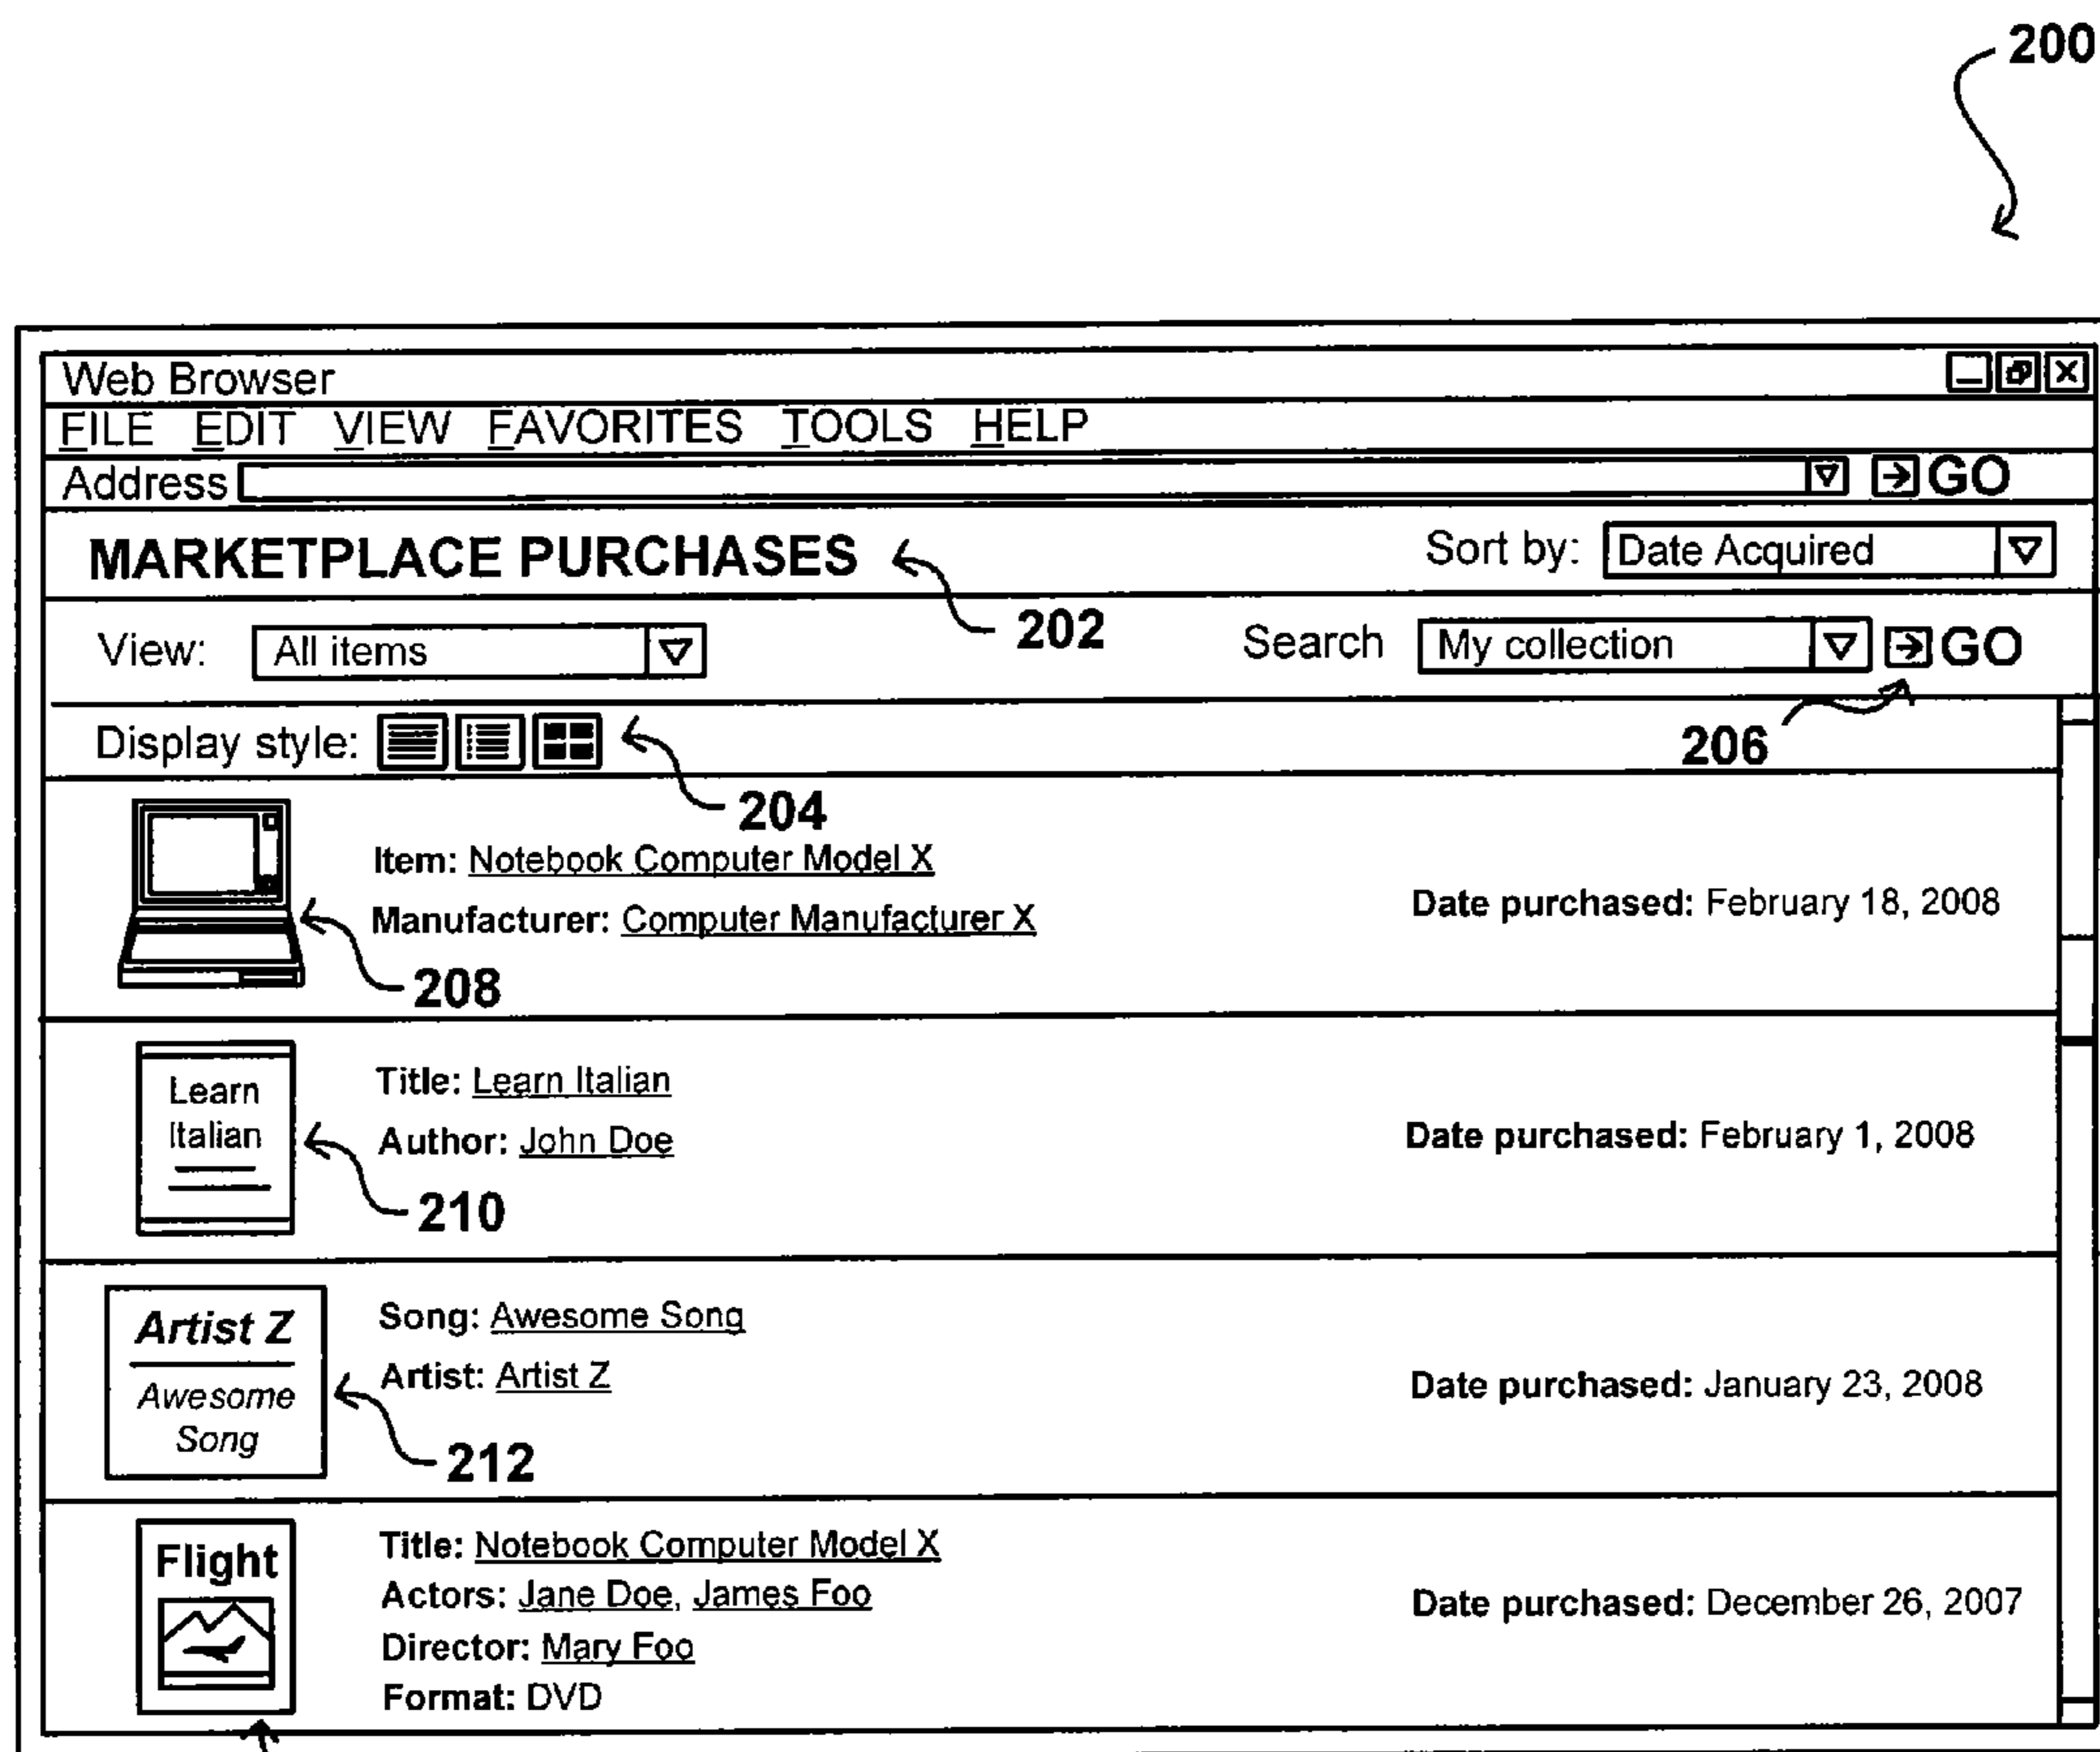 200
Web Browser
FILE EDIT VIEW FAVORITES TOOLS HELP
Address GO
MARKETPLACE PURCHASES
202
Sort by: Date Acquired
View: All items
Search My collection GO
206
Display style:
204
208
Item: Notebook Computer Model X
Manufacturer: Computer Manufacturer X
Date purchased: February 18, 2008
Learn
Italian
210
Title: Learn Italian
Author: John Doe
Date purchased: February 1, 2008
Artist Z
Awesome
Song
212
Song: Awesome Song
Artist: Artist Z
Date purchased: January 23, 2008
Flight
Title: Notebook Computer Model X
Actors: Jane Doe, James Foo
Director: Mary Foo
Format: DVD
Date purchased: December 26, 2007